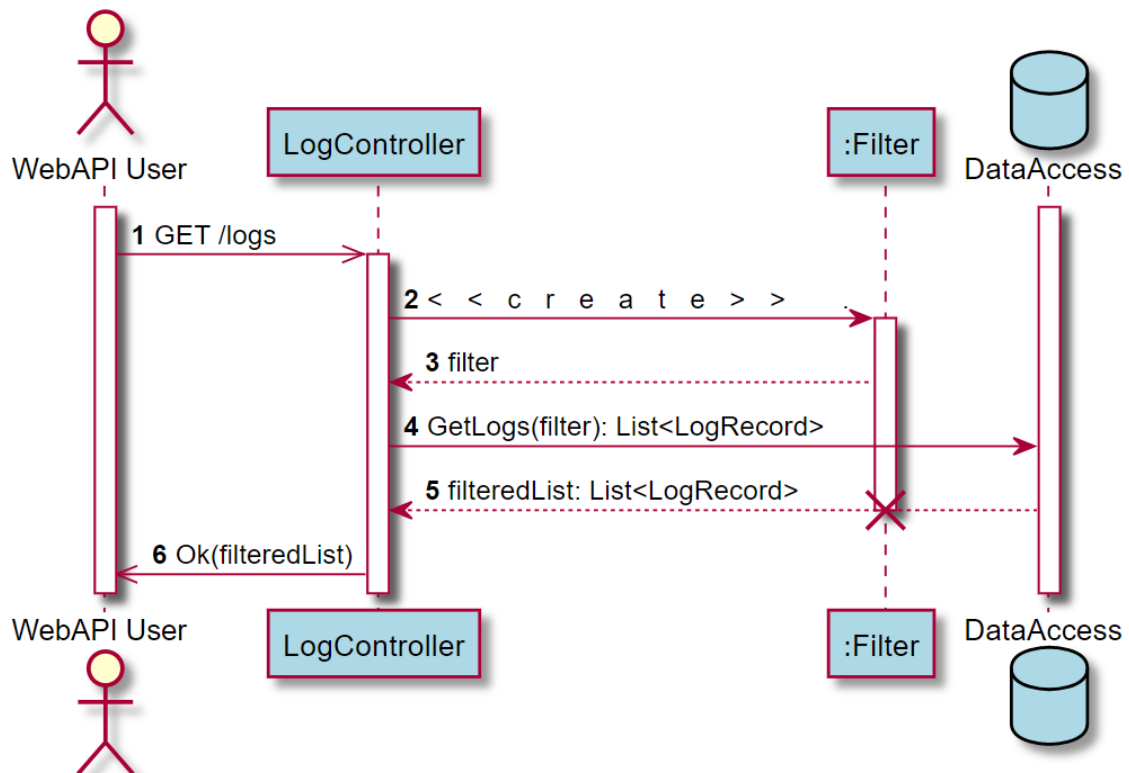 WebAPI User
LogController
:Filter
DataAccess
1 GET /logs
2 < < c r e a t e > > .
3 filter
4 GetLogs(filter): List<LogRecord>
5 filteredList: List<LogRecord>
6 Ok(filteredList)
WebAPI User
LogController
:Filter
DataAccess